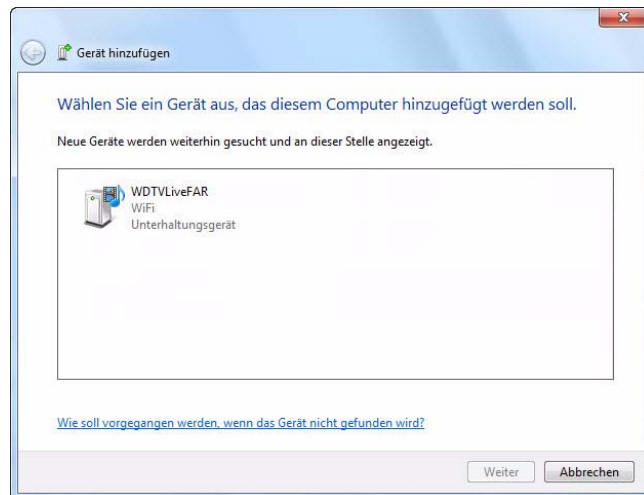 Gerät hinzufügen
Wählen Sie ein Gerät aus, das diesem Computer hinzugefügt werden soll.
Neue Geräte werden weiterhin gesucht und an dieser Stelle angezeigt.
WDTVLiveFAR
WiFi
Unterhaltungsgerät
Wie soll vorgegangen werden, wenn das Gerät nicht gefunden wird?
Weiter Abbrechen